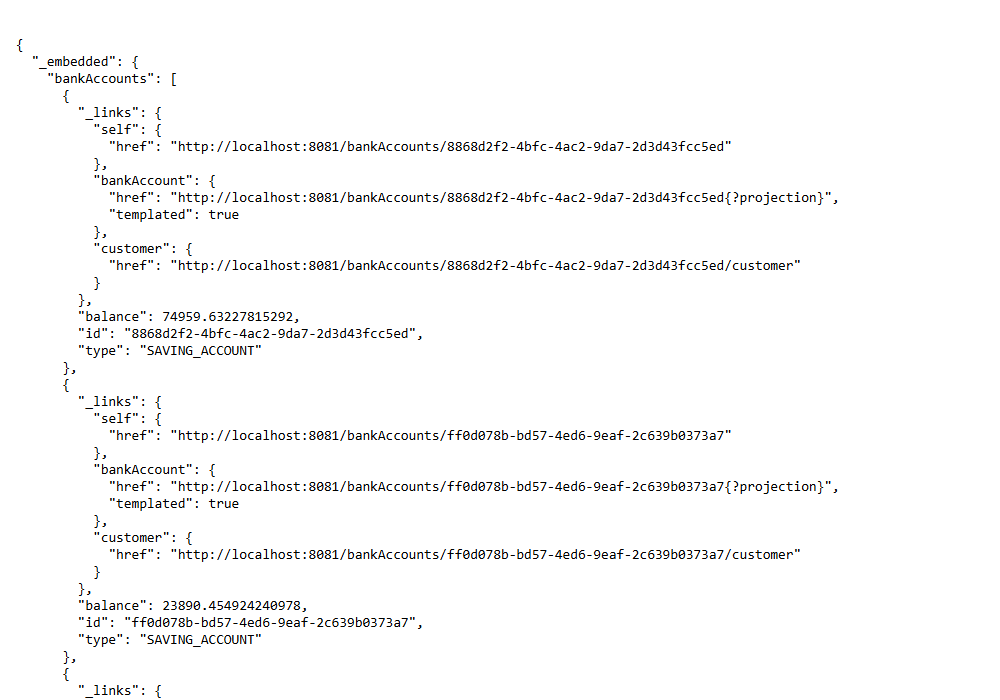 {
  "_embedded": {
    "bankAccounts": [
      {
        "_links": {
          "self": {
            "href": "http://localhost:8081/bankAccounts/8868d2f2-4bfc-4ac2-9da7-2d3d43fcc5ed"
          },
          "bankAccount": {
            "href": "http://localhost:8081/bankAccounts/8868d2f2-4bfc-4ac2-9da7-2d3d43fcc5ed{?projection}",
            "templated": true
          },
          "customer": {
            "href": "http://localhost:8081/bankAccounts/8868d2f2-4bfc-4ac2-9da7-2d3d43fcc5ed/customer"
          }
        },
        "balance": 74959.63227815292,
        "id": "8868d2f2-4bfc-4ac2-9da7-2d3d43fcc5ed",
        "type": "SAVING_ACCOUNT"
      },
      {
        "_links": {
          "self": {
            "href": "http://localhost:8081/bankAccounts/ff0d078b-bd57-4ed6-9eaf-2c639b0373a7"
          },
          "bankAccount": {
            "href": "http://localhost:8081/bankAccounts/ff0d078b-bd57-4ed6-9eaf-2c639b0373a7{?projection}",
            "templated": true
          },
          "customer": {
            "href": "http://localhost:8081/bankAccounts/ff0d078b-bd57-4ed6-9eaf-2c639b0373a7/customer"
          }
        },
        "balance": 23890.454924240978,
        "id": "ff0d078b-bd57-4ed6-9eaf-2c639b0373a7",
        "type": "SAVING_ACCOUNT"
      },
      {
        "_links": {